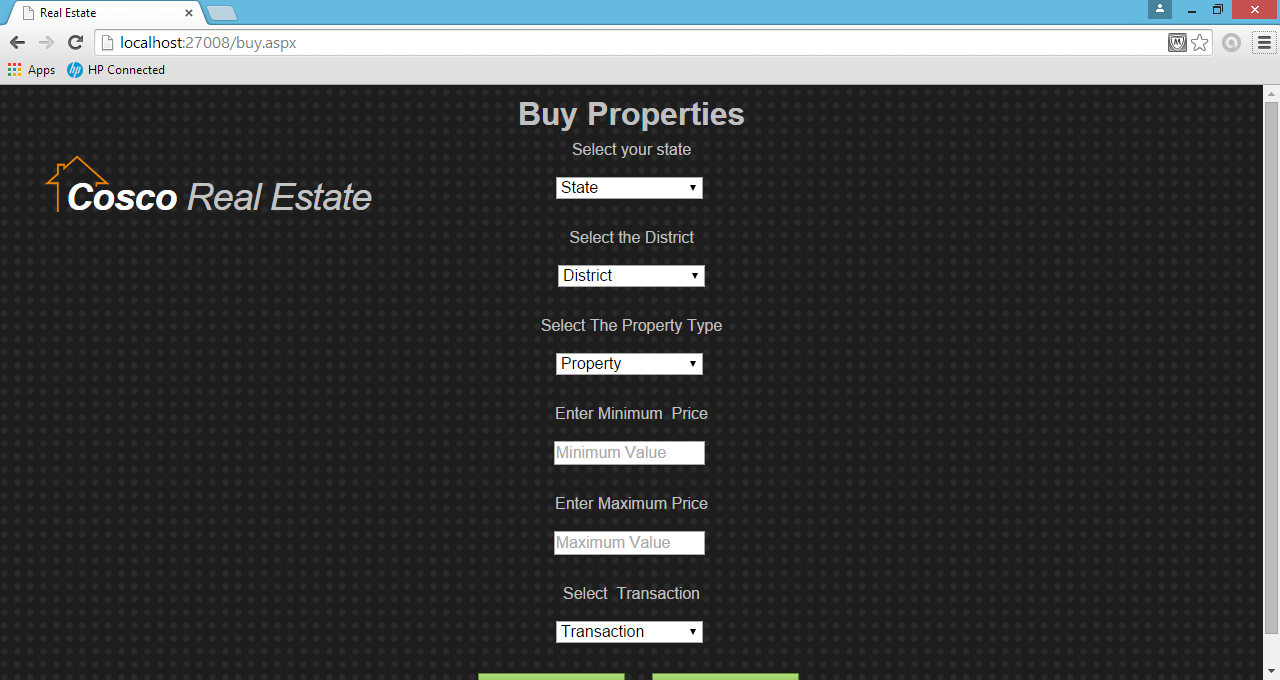 Real Estate
localhost:27008/buy.aspx
Apps HP Connected
Buy Properties
Select your state
Cosco Real Estate
State
Select the District
District
Select The Property Type
Property
Enter Minimum  Price
Minimum Value
Enter Maximum Price
Maximum Value
Select  Transaction
Transaction